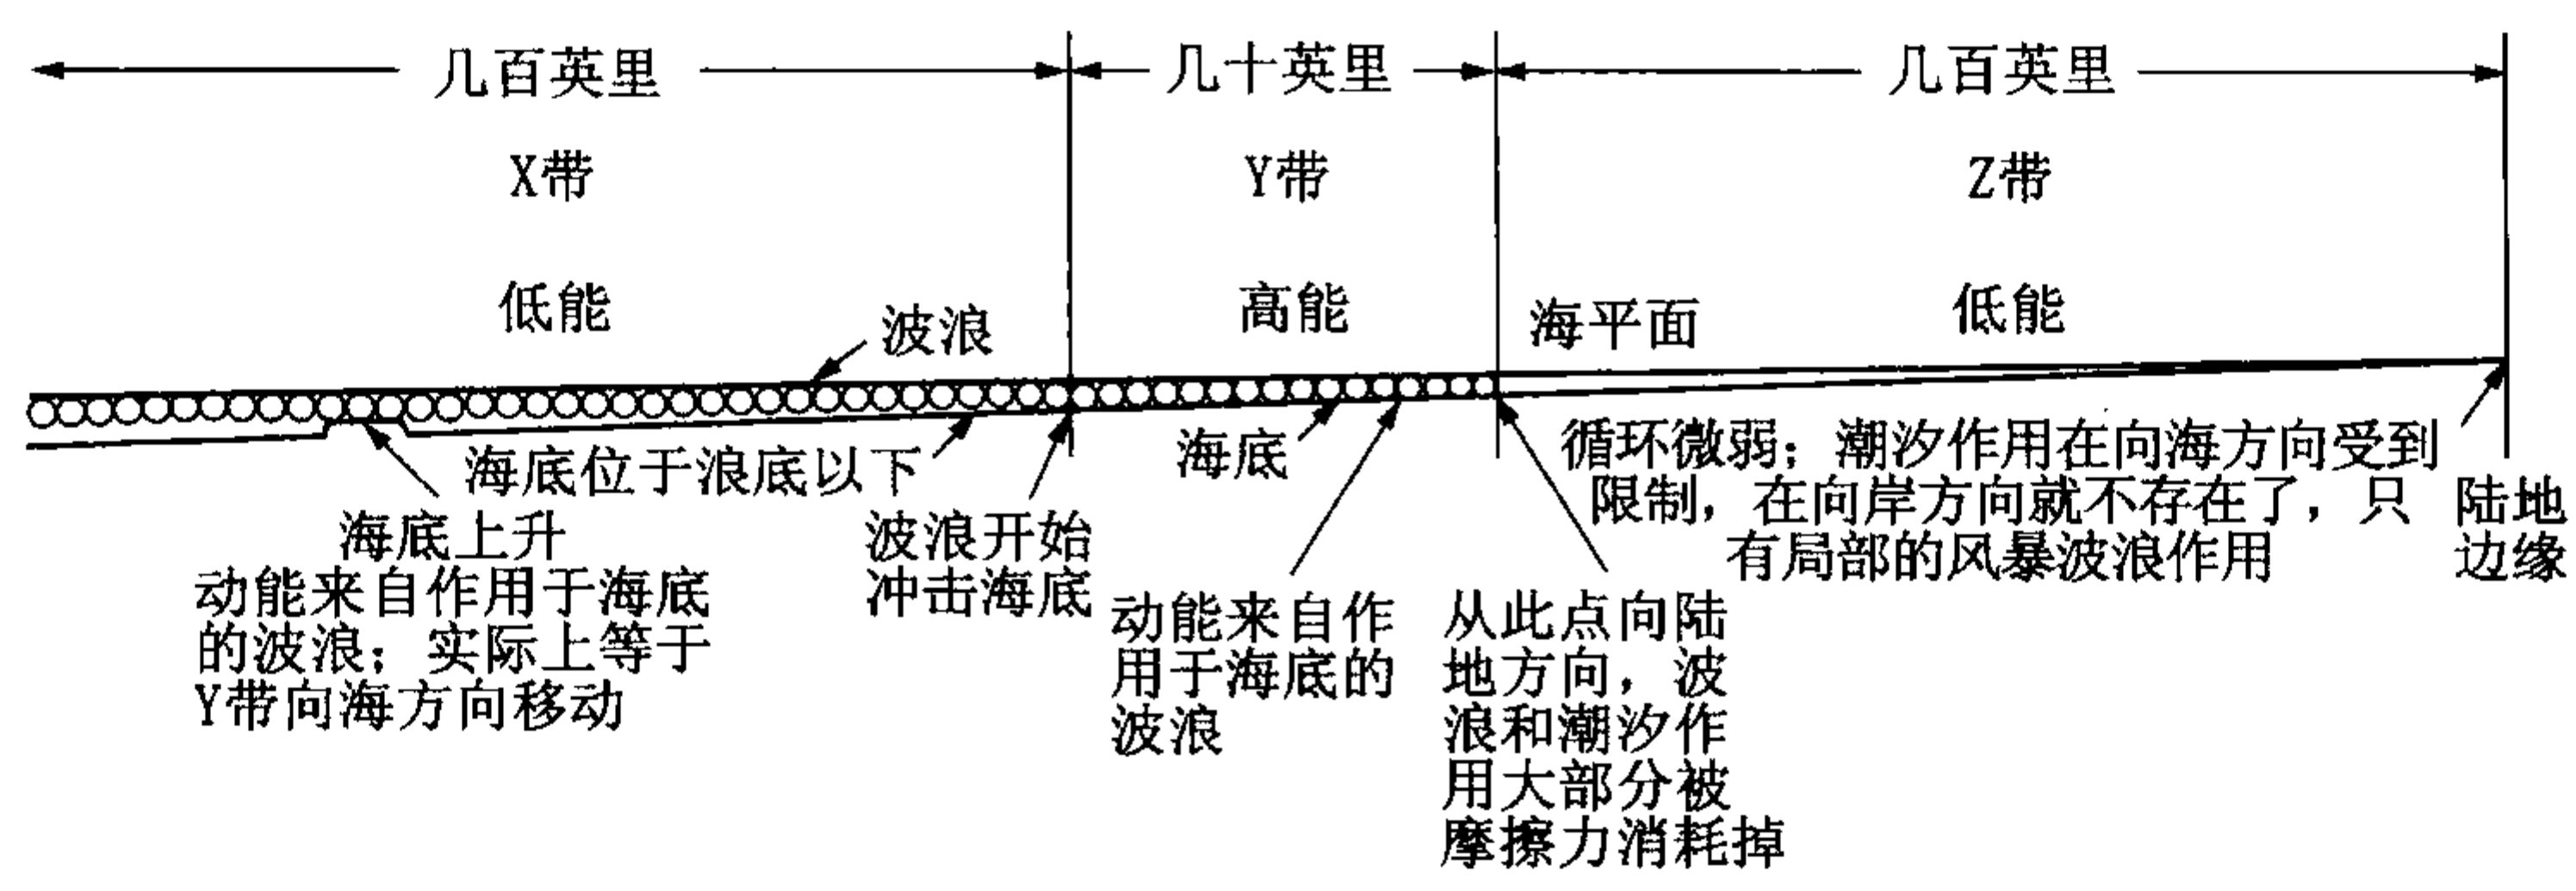 几百英里
几十英里
几百英里
X带
Y带
Z带
低能
高能
低能
波浪
海平面
海底位于浪底以下
海底
循环微弱；潮汐作用在向海方向受到
限制，在向岸方向就不存在了，只
有局部的风暴波浪作用
陆地
边缘
海底上升
动能来自作用于海底
的波浪；实际上等于
Y带向海方向移动
波浪开始
冲击海底
动能来自作
用于海底的
波浪
从此点向陆
地方向，波
浪和潮汐作
用大部分被
摩擦力消耗掉